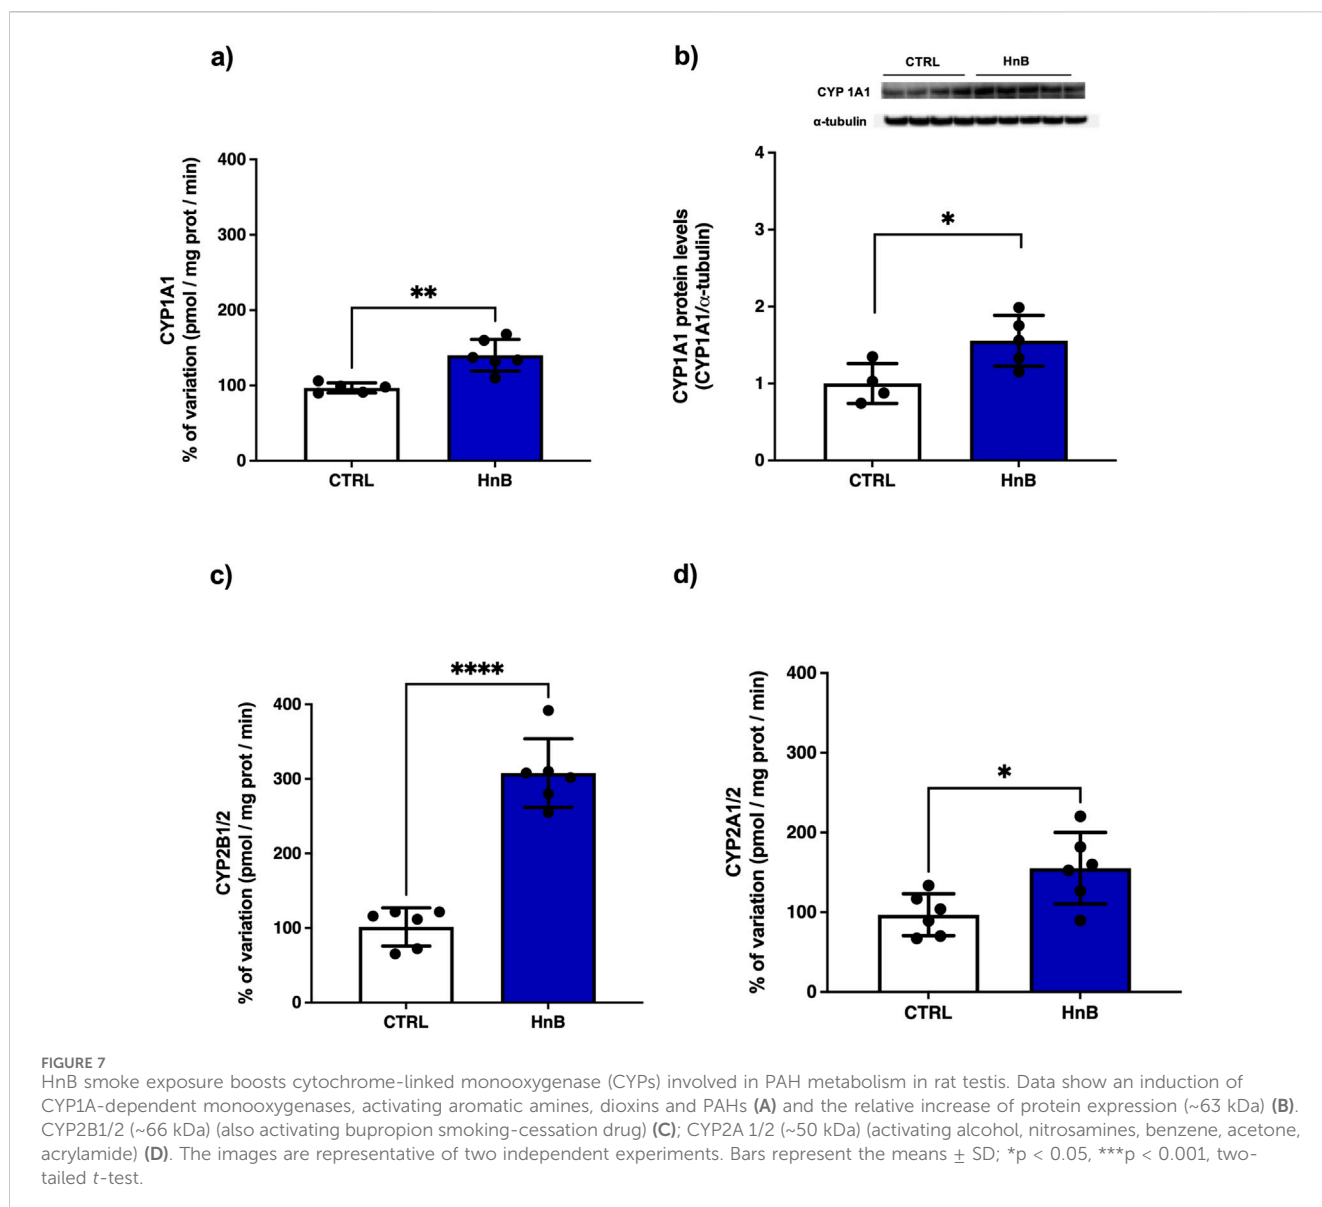 a)
CYP1A1
% of variation (pmol / mg prot / min)
400
300
200
100
0
**
CTRL
HnB
b)
CTRL
HnB
CYP 1A1
α-tubulin
CYP1A1 protein levels
(CYP1A1/α-tubulin)
4
3
2
1
0
*
CTRL
HnB
c)
CYP2B1/2
% of variation (pmol / mg prot / min)
400
300
200
100
0
****
CTRL
HnB
d)
CYP2A1/2
% of variation (pmol / mg prot / min)
400
300
200
100
0
*
CTRL
HnB
FIGURE 7
HnB smoke exposure boosts cytochrome-linked monooxygenase (CYPs) involved in PAH metabolism in rat testis. Data show an induction of
CYP1A-dependent monooxygenases, activating aromatic amines, dioxins and PAHs (A) and the relative increase of protein expression (~63 kDa) (B).
CYP2B1/2 (~66 kDa) (also activating bupropion smoking-cessation drug) (C); CYP2A 1/2 (~50 kDa) (activating alcohol, nitrosamines, benzene, acetone,
acrylamide) (D). The images are representative of two independent experiments. Bars represent the means ± SD; *p < 0.05, ***p < 0.001, two-
tailed t-test.